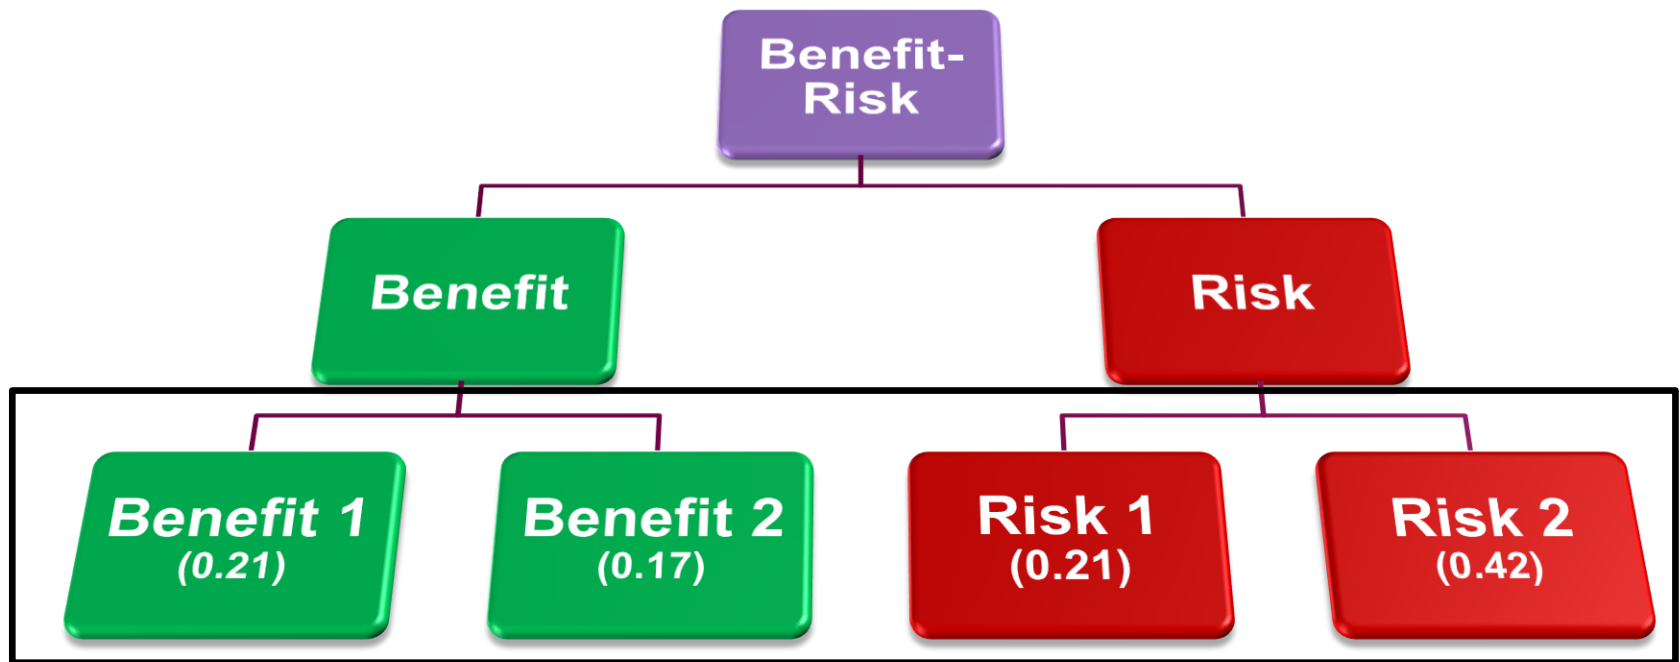 Benefit-
Risk
Benefit
Risk
Benefit 1
(0.21)
Benefit 2
(0.17)
Risk 1
(0.21)
Risk 2
(0.42)